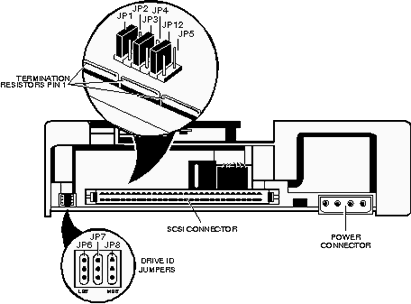 JP2 JP4
JP1 JP3 JP12
JP5
TERMINATION
RESISTORS PIN 1
SCSI CONNECTOR
POWER
CONNECTOR
JP7
JP6 JP8
DRIVE ID
JUMPERS
LSB MSB